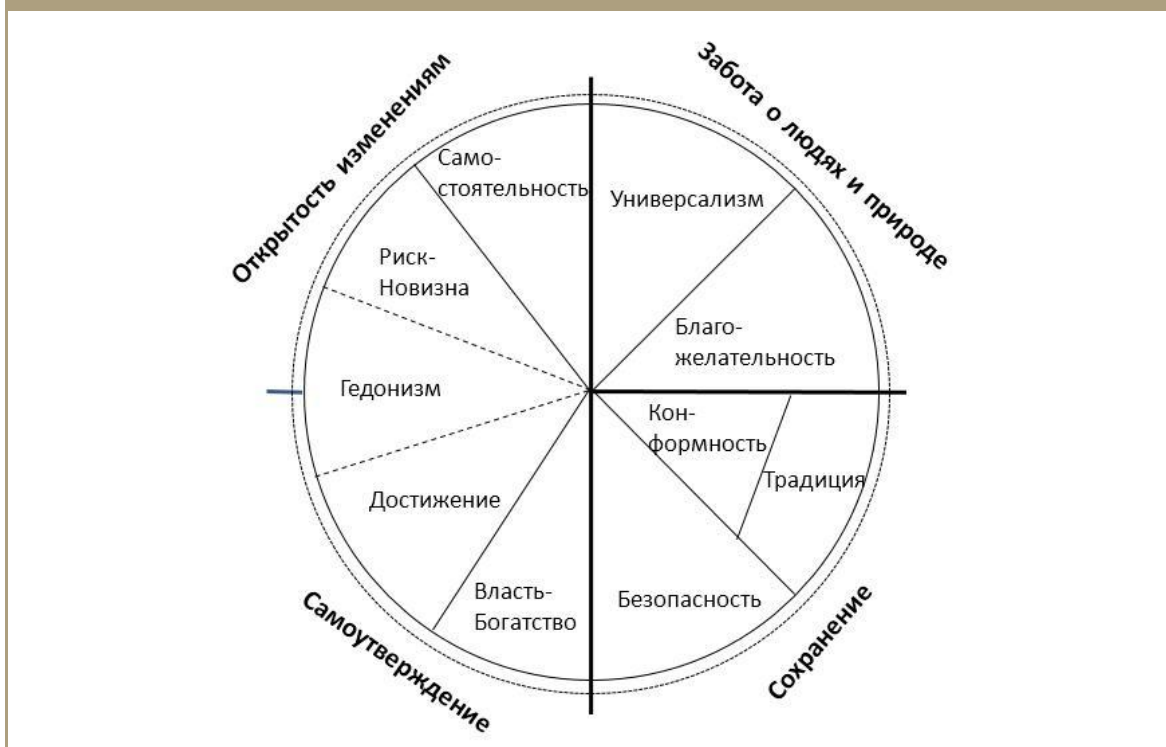 Открытость изменениям
Забота о людях и природе
Само-
стоятельность
Универсализм
Риск-
Новизна
Благо-
желательность
Гедонизм
Кон-
формность
Традиция
Достижение
Власть-
Богатство
Безопасность
Самоутверждение
Сохранение